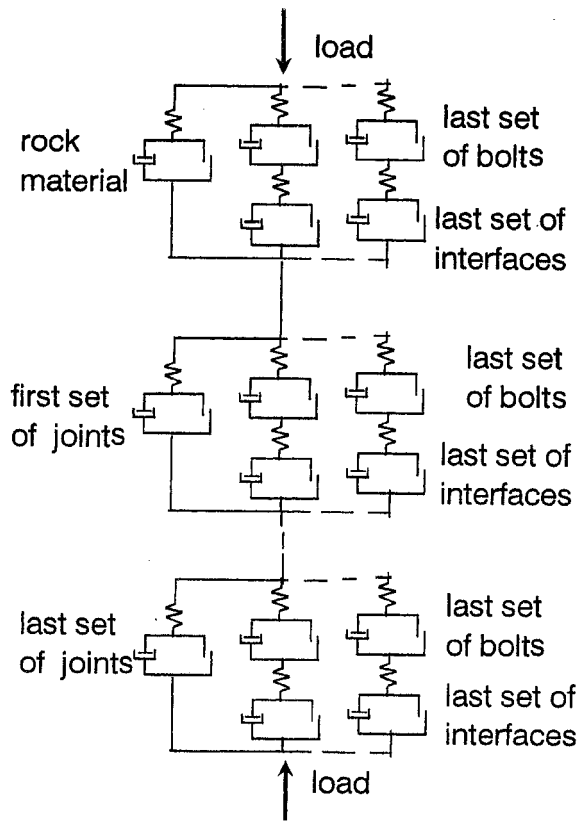 load
rock
material
last set
of bolts
last set of
interfaces
first set
of joints
last set
of bolts
last set of
interfaces
last set
of joints
last set
of bolts
last set of
interfaces
load